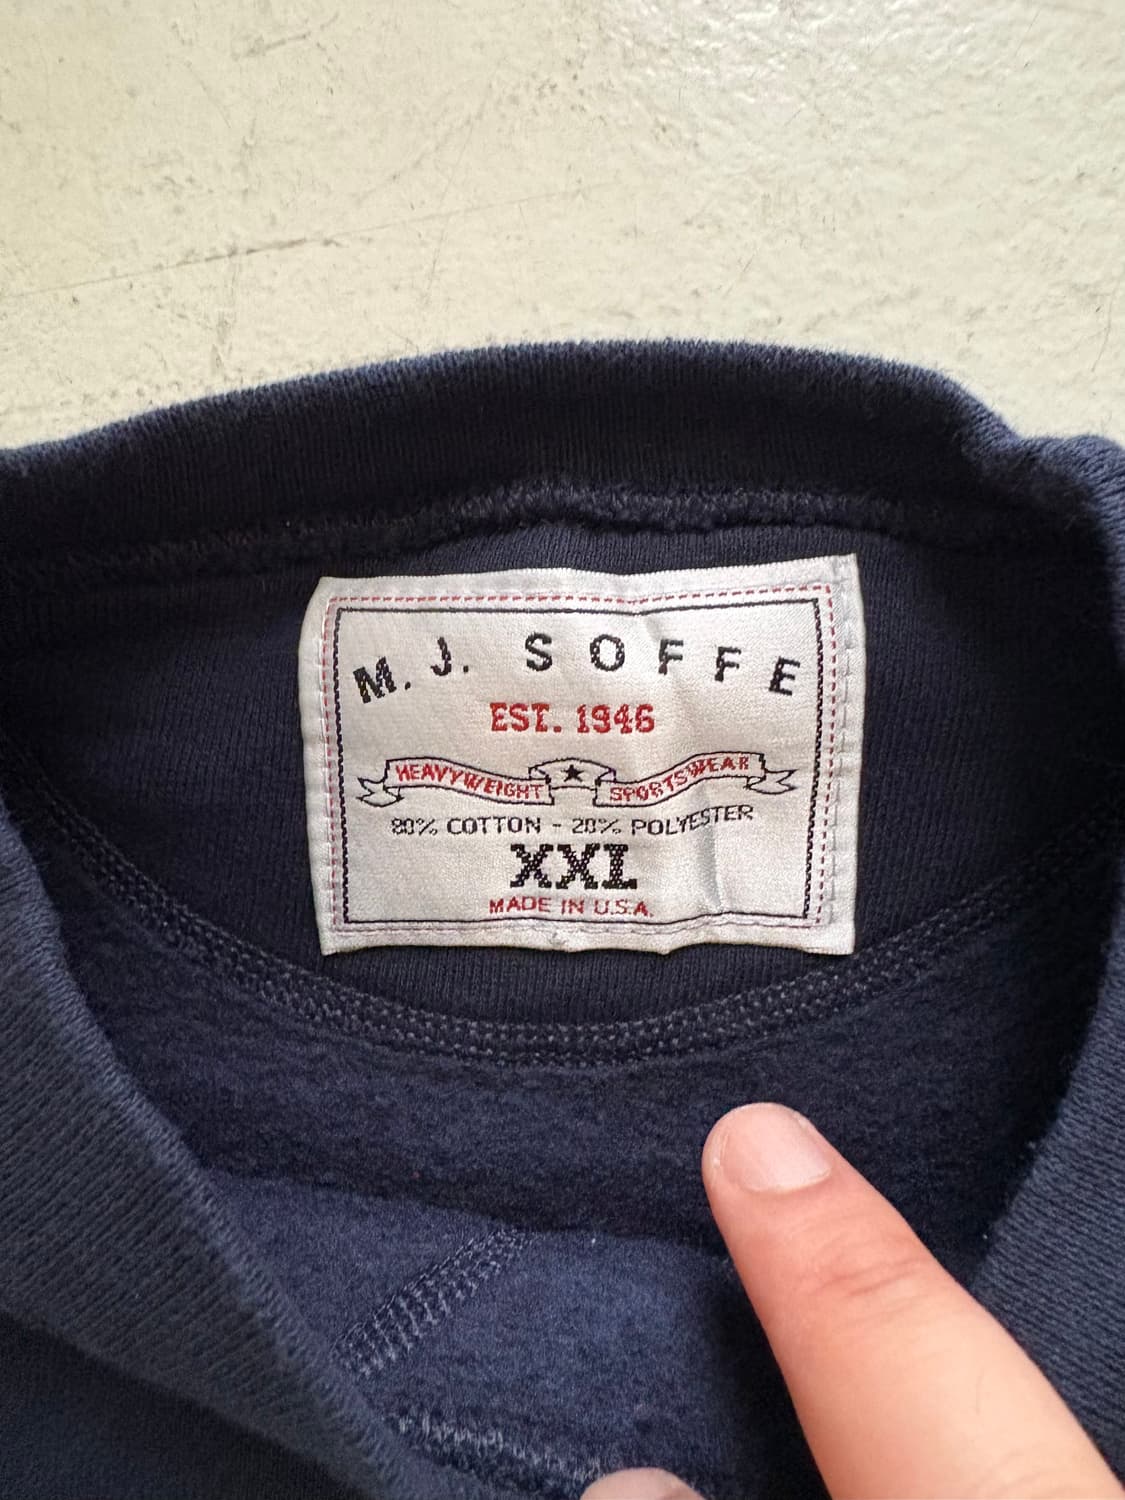 M. J. SOFFE
EST. 1946
HEAVYWEIGHT ★ SPORTSWEAR
80% COTTON - 20% POLYESTER
XXL
MADE IN U.S.A.